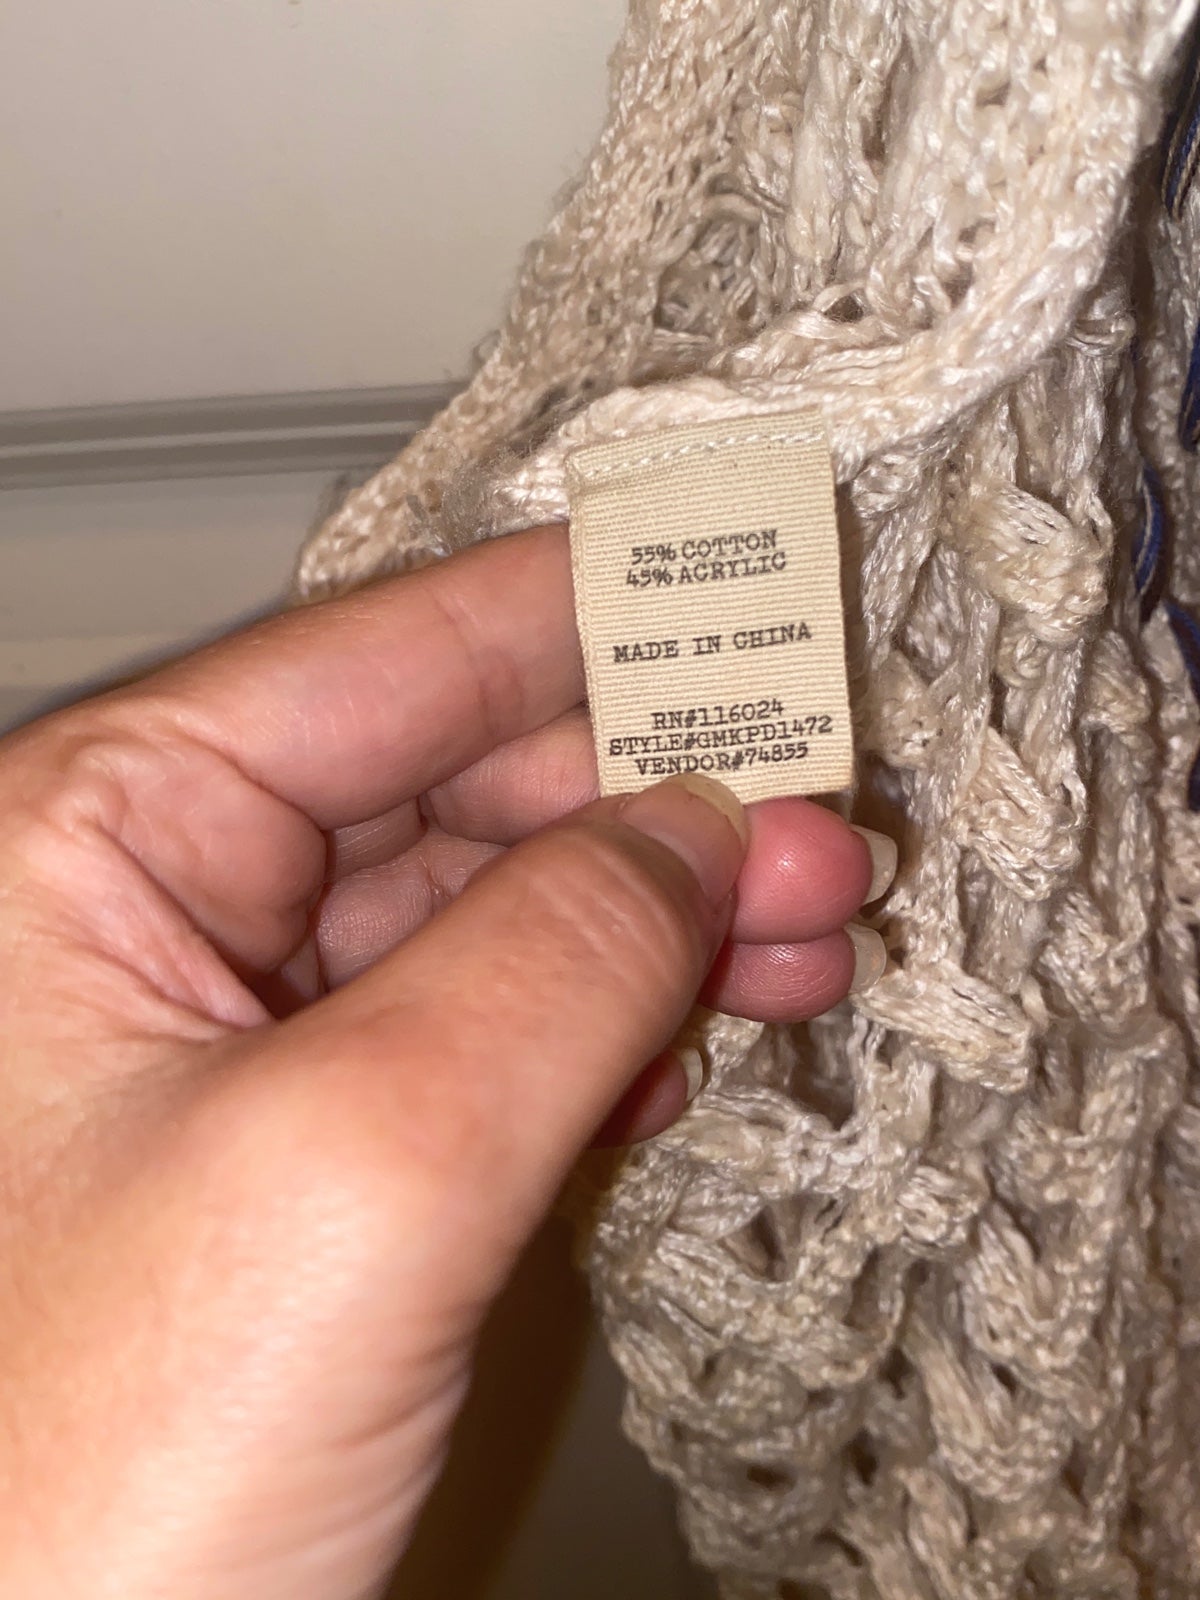 55% COTTON
45% ACRYLIC
MADE IN CHINA
RN#116024
STYLE#GMKPD1472
VENDOR#74855